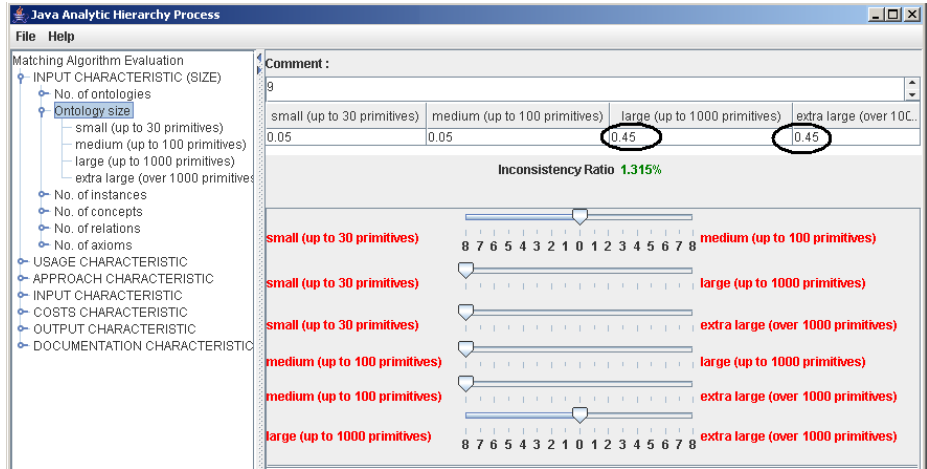 Java Analytic Hierarchy Process
File Help
Matching Algorithm Evaluation
INPUT CHARACTERISTIC (SIZE)
No. of ontologies
Ontology size
small (up to 30 primitives)
medium (up to 100 primitives)
large (up to 1000 primitives)
extra large (over 1000 primitives
No. of instances
No. of concepts
No. of relations
No. of axioms
USAGE CHARACTERISTIC
APPROACH CHARACTERISTIC
INPUT CHARACTERISTIC
COSTS CHARACTERISTIC
OUTPUT CHARACTERISTIC
DOCUMENTATION CHARACTERISTIC
Comment :
9
small (up to 30 primitives) medium (up to 100 primitives) large (up to 1000 primitives) extra large (over 100...
0.05 0.05 0.45 0.45
Inconsistency Ratio 1.315%
small (up to 30 primitives) 8 7 6 5 4 3 2 1 0 1 2 3 4 5 6 7 8 medium (up to 100 primitives)
small (up to 30 primitives) large (up to 1000 primitives)
small (up to 30 primitives) extra large (over 1000 primitives)
medium (up to 100 primitives) large (up to 1000 primitives)
medium (up to 100 primitives) extra large (over 1000 primitives)
large (up to 1000 primitives) 8 7 6 5 4 3 2 1 0 1 2 3 4 5 6 7 8 extra large (over 1000 primitives)